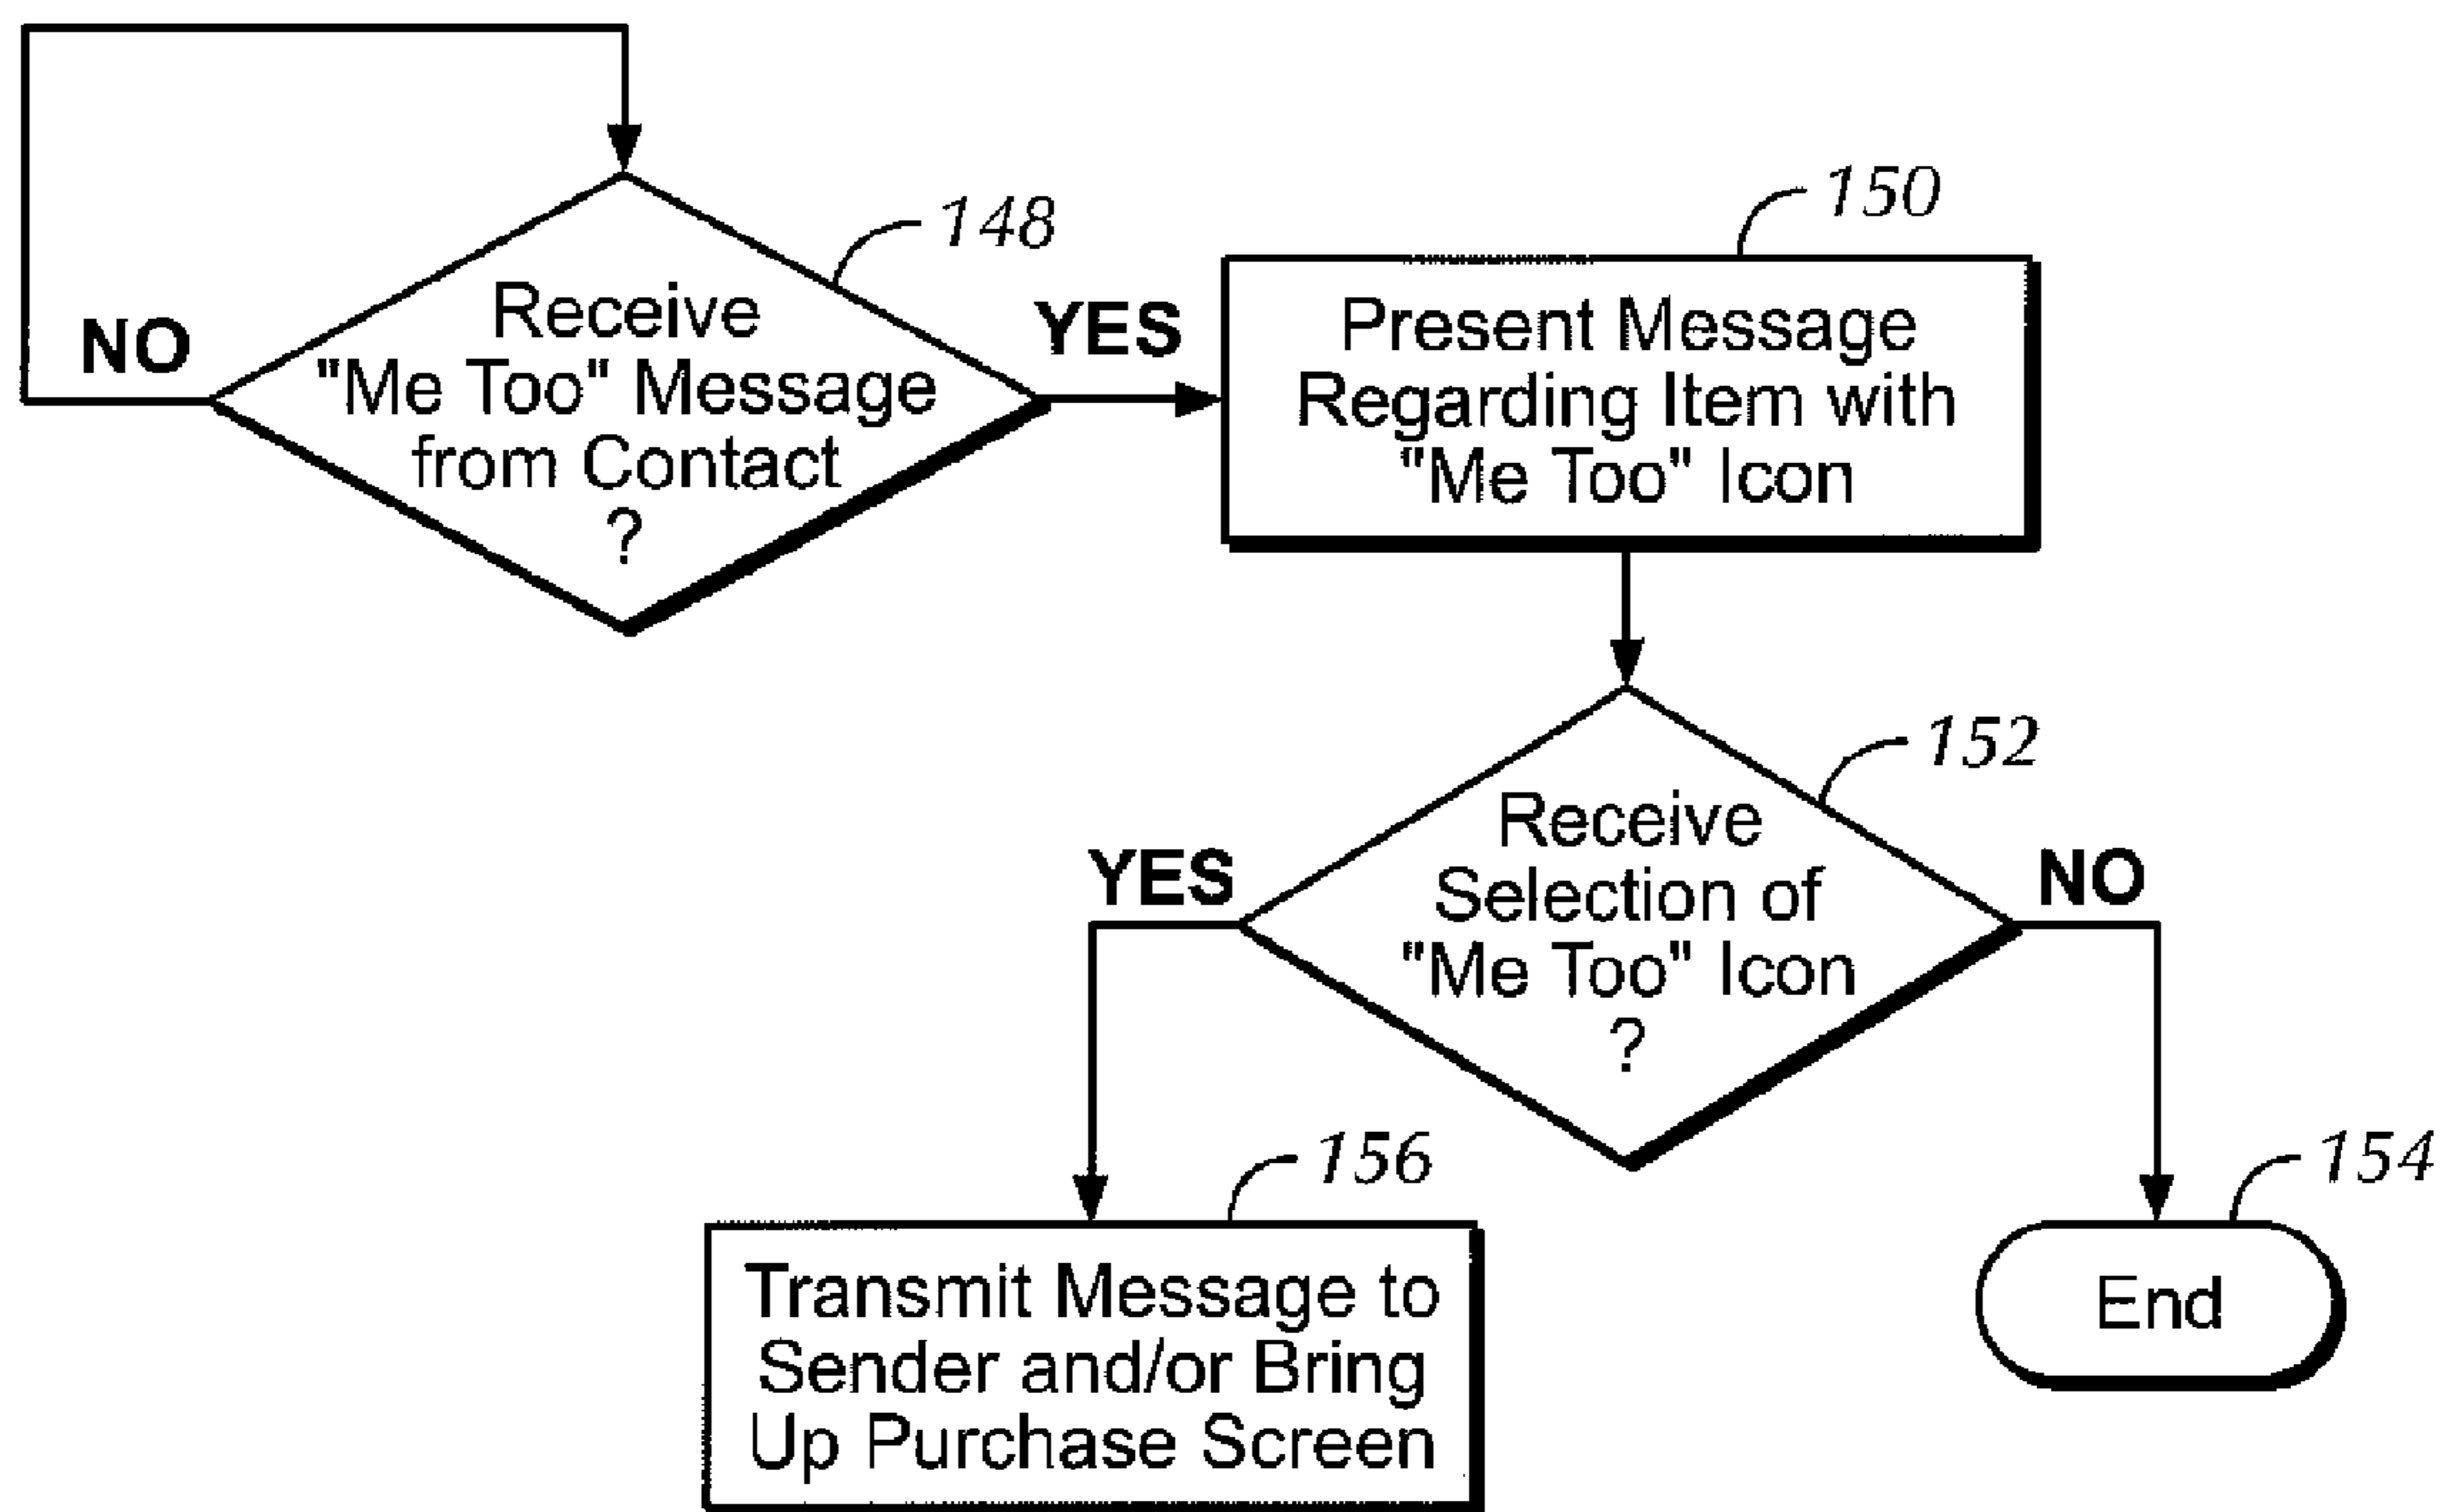 148
Receive
"Me Too" Message
from Contact
?
NO
YES
150
Present Message
Regarding Item with
"Me Too" Icon
152
Receive
Selection of
"Me Too" Icon
?
YES
NO
156
Transmit Message to
Sender and/or Bring
Up Purchase Screen
154
End